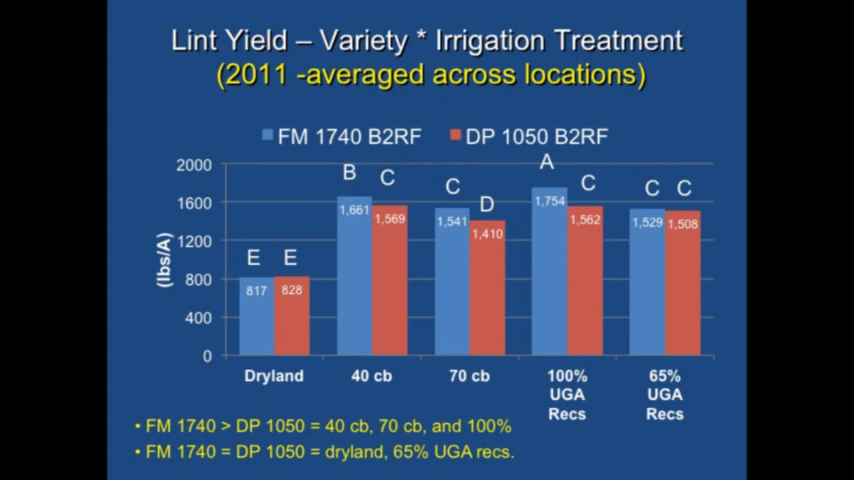 Lint Yield – Variety * Irrigation Treatment
(2011 -averaged across locations)
FM 1740 B2RF DP 1050 B2RF
(lbs/A)
2000
1600
1200
800
400
0
E E
817 828
B C
1,661 1,569
C D
1,541 1,410
A C
1,754 1,562
C C
1,529 1,508
Dryland
40 cb
70 cb
100%
UGA
Recs
65%
UGA
Recs
• FM 1740 > DP 1050 = 40 cb, 70 cb, and 100%
• FM 1740 = DP 1050 = dryland, 65% UGA recs.